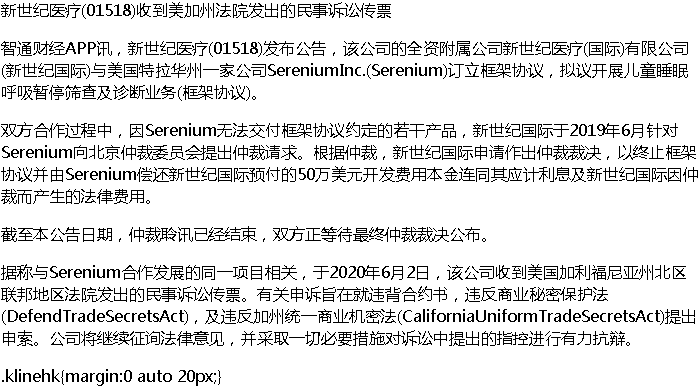 新世纪医疗(01518)收到美加州法院发出的民事诉讼传票
智通财经APP讯，新世纪医疗(01518)发布公告，该公司的全资附属公司新世纪医疗(国际)有限公司
(新世纪国际)与美国特拉华州一家公司SereniumInc.(Serenium)订立框架协议，拟议开展儿童睡眠
呼吸暂停筛查及诊断业务(框架协议)。
双方合作过程中，因Serenium无法交付框架协议约定的若干产品，新世纪国际于2019年6月针对
Serenium向北京仲裁委员会提出仲裁请求。根据仲裁，新世纪国际申请作出仲裁裁决，以终止框架
协议并由Serenium偿还新世纪国际预付的50万美元开发费用本金连同其应计利息及新世纪国际因仲
裁而产生的法律费用。
截至本公告日期，仲裁聆讯已经结束，双方正等待最终仲裁裁决公布。
据称与Serenium合作发展的同一项目相关，于2020年6月2日，该公司收到美国加利福尼亚州北区
联邦地区法院发出的民事诉讼传票。有关申诉旨在就违背合约书，违反商业秘密保护法
(DefendTradeSecretsAct)，及违反加州统一商业机密法(CaliforniaUniformTradeSecretsAct)提出
申索。公司将继续征询法律意见，并采取一切必要措施对诉讼中提出的指控进行有力抗辩。
.klinehk{margin:0 auto 20px;}